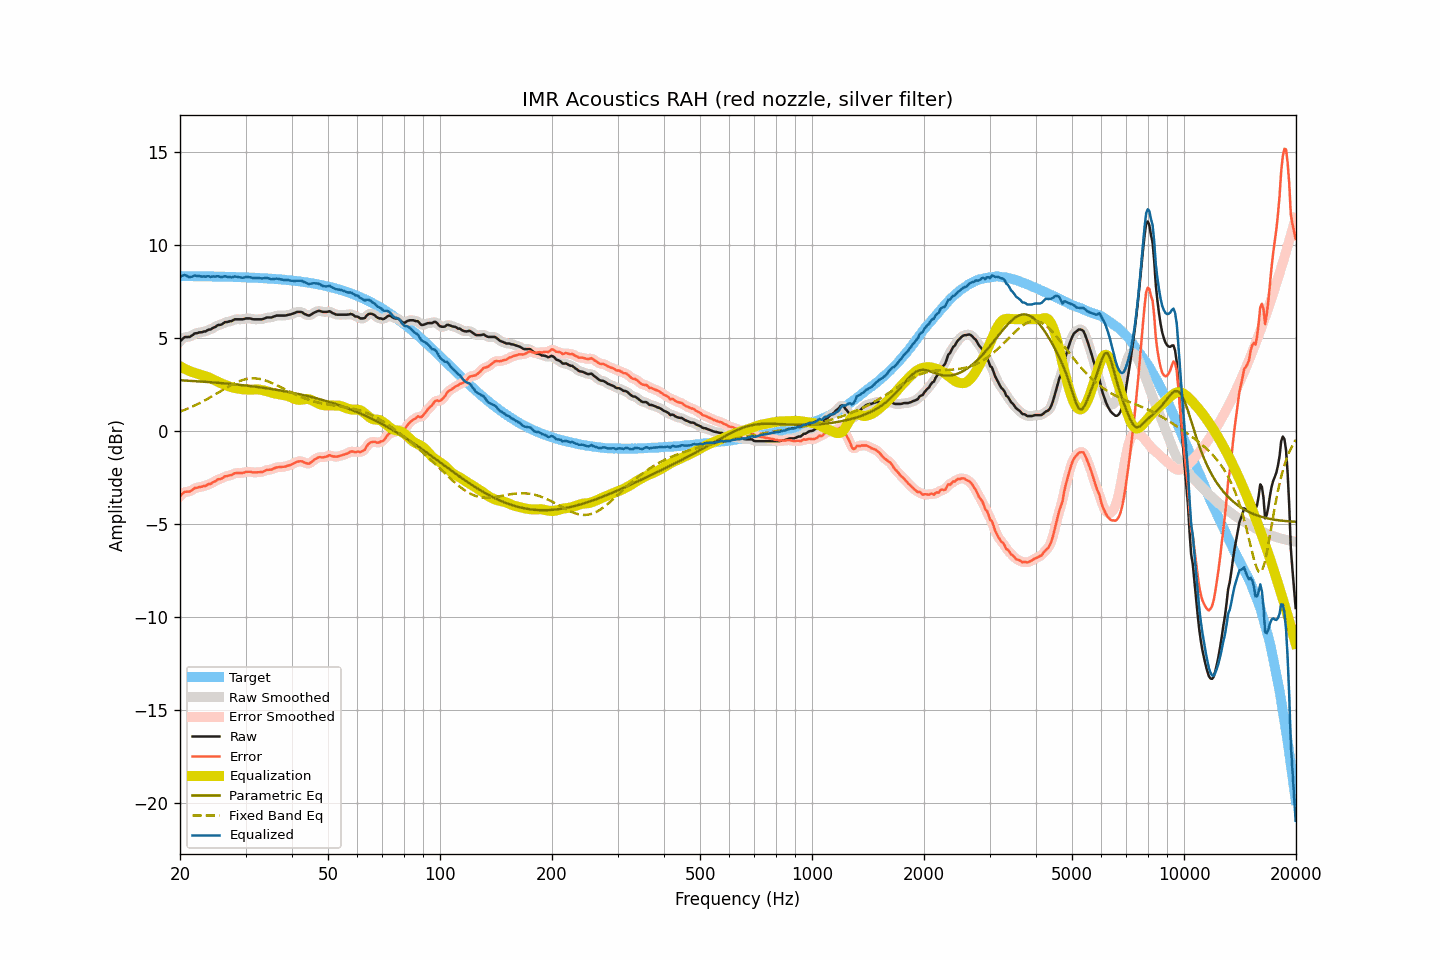 IMR Acoustics RAH (red nozzle, silver filter)
15
10
5
0
−5
−10
−15
−20
Amplitude (dBr)
Target
Raw Smoothed
Error Smoothed
Raw
Error
Equalization
Parametric Eq
Fixed Band Eq
Equalized
20 50 100 200 500 1000 2000 5000 10000 20000
Frequency (Hz)